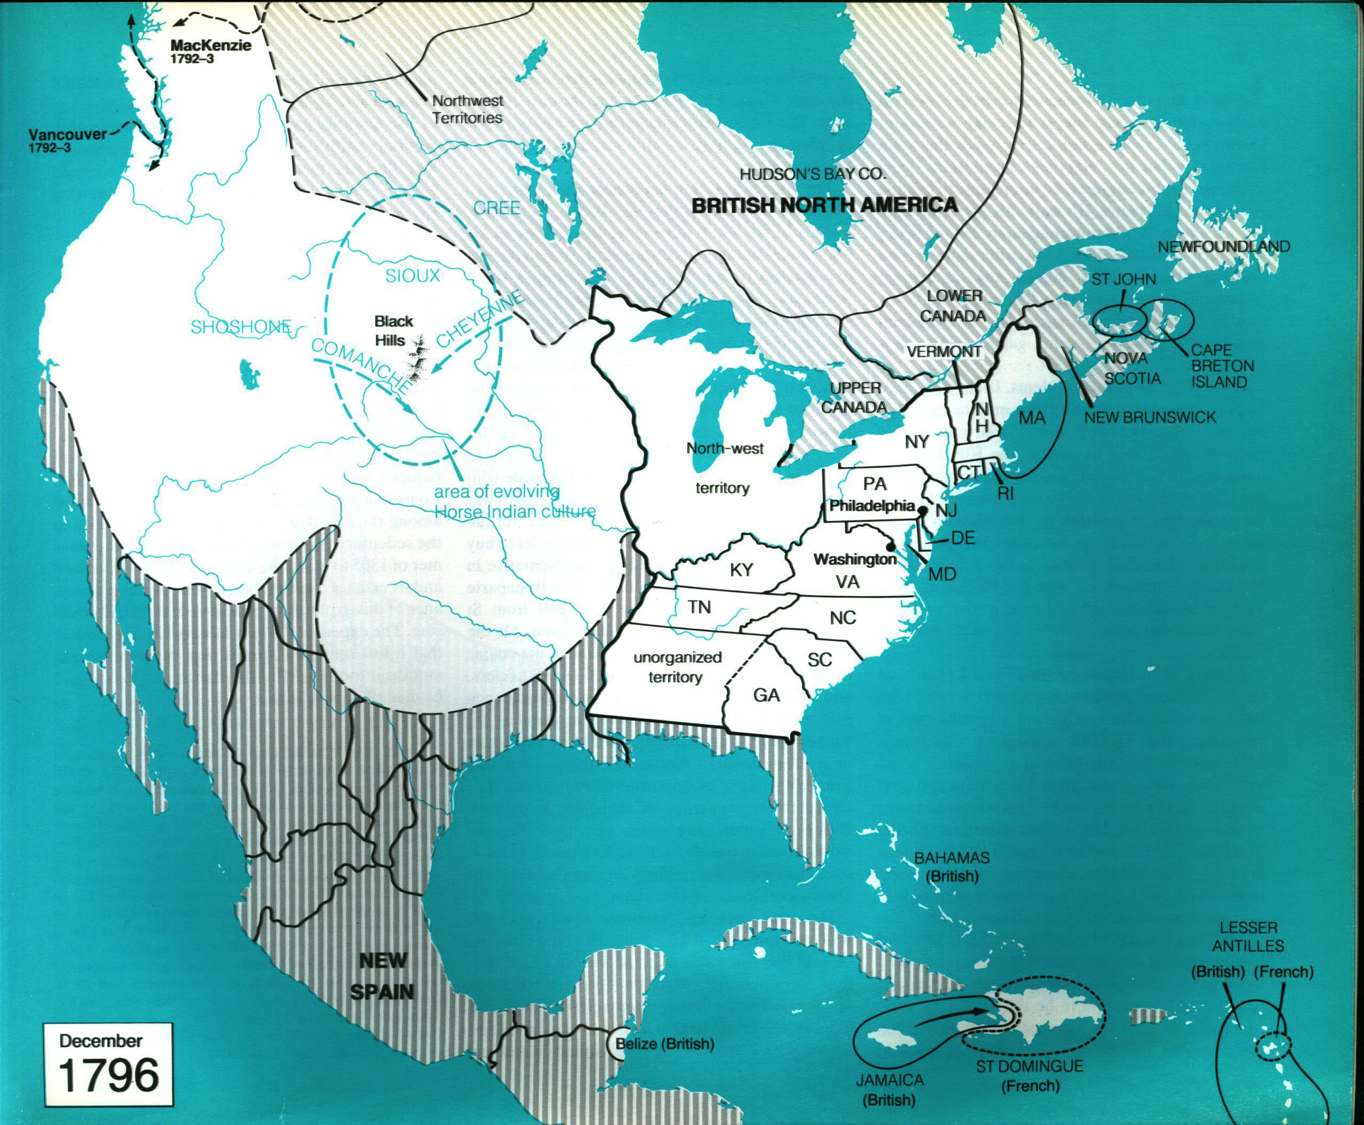 MacKenzie
1792–3
Vancouver
1792–3
Northwest
Territories
HUDSON'S BAY CO.
BRITISH NORTH AMERICA
CREE
NEWFOUNDLAND
SIOUX
ST JOHN
LOWER
CANADA
CHEYENNE
SHOSHONE
Black
Hills
COMANCHE
VERMONT
NOVA
SCOTIA
CAPE
BRETON
ISLAND
UPPER
CANADA
N
H
MA
NEW BRUNSWICK
NY
North-west
territory
CT
RI
PA
Philadelphia
NJ
area of evolving
Horse Indian culture
DE
Washington
MD
KY
VA
TN
NC
unorganized
territory
SC
GA
BAHAMAS
(British)
NEW
SPAIN
LESSER
ANTILLES
(British) (French)
Belize (British)
JAMAICA
(British)
ST DOMINGUE
(French)
December
1796